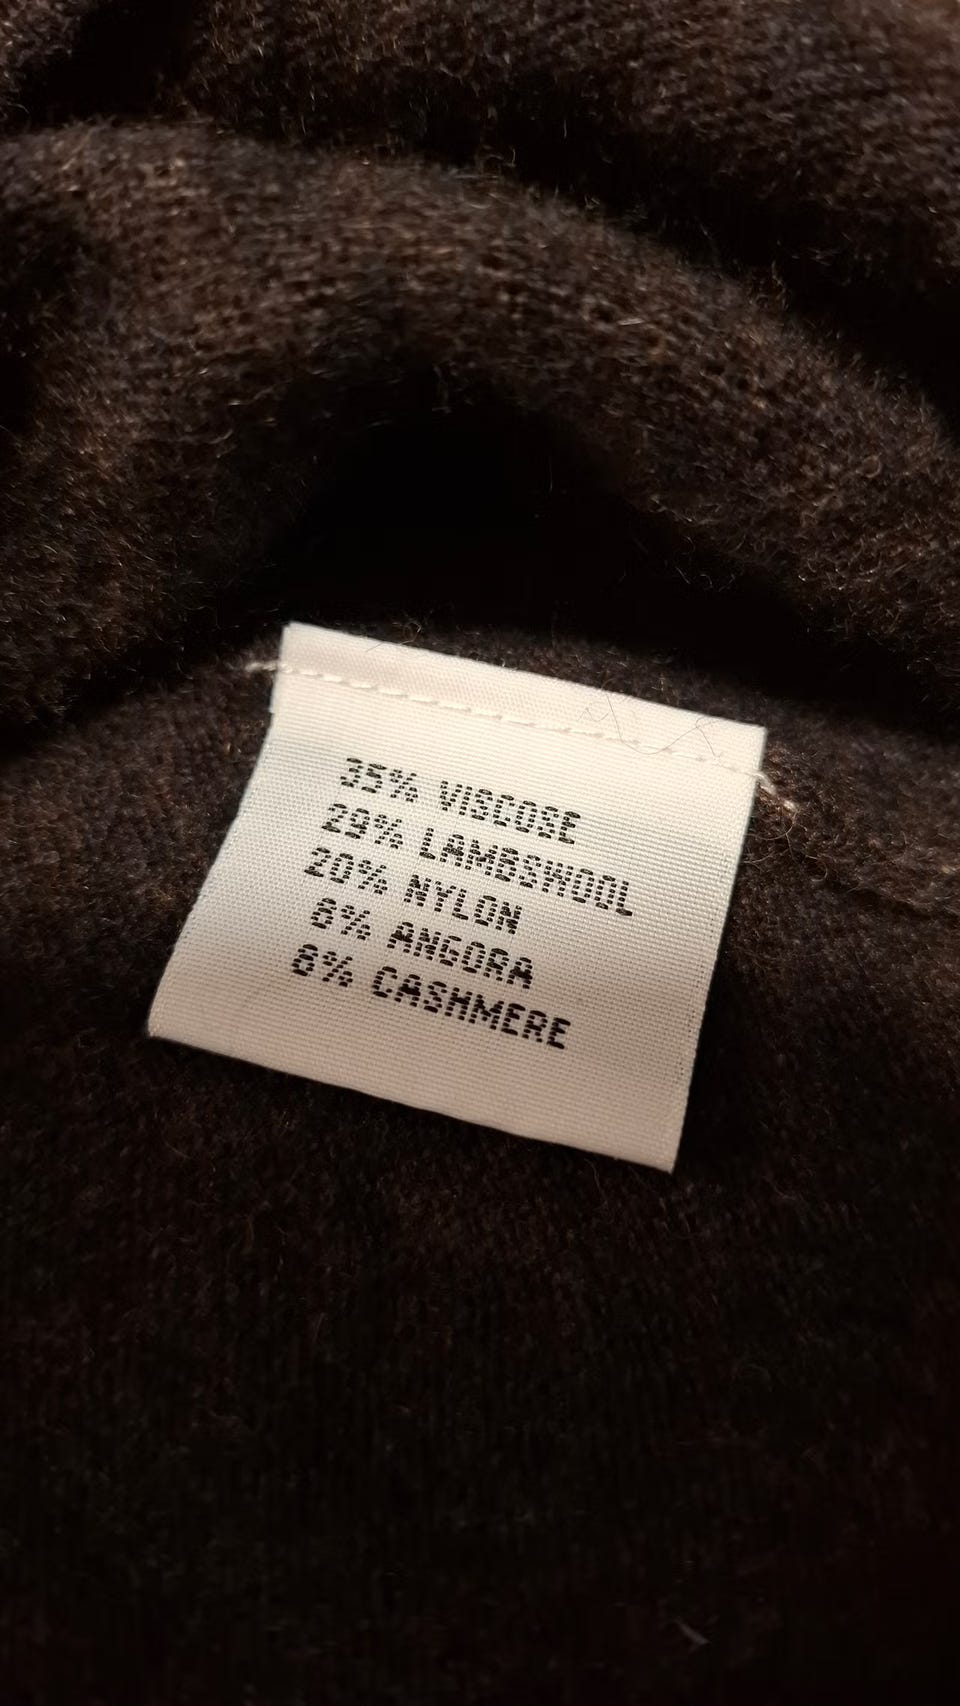 35% VISCOSE
29% LAMBSWOOL
20% NYLON
8% ANGORA
8% CASHMERE